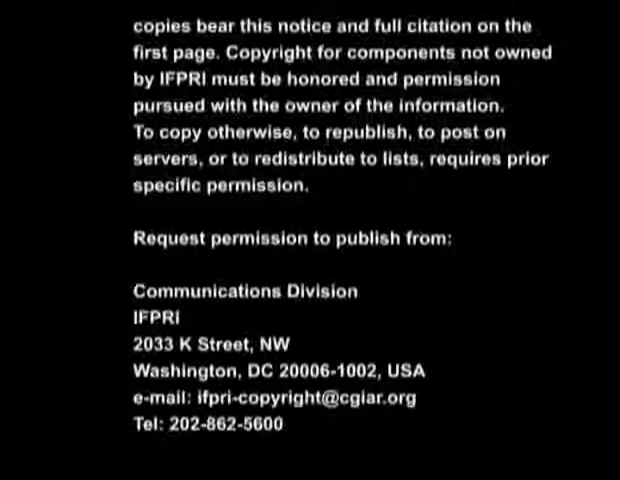 copies bear this notice and full citation on the
first page. Copyright for components not owned
by IFPRI must be honored and permission
pursued with the owner of the information.
To copy otherwise, to republish, to post on
servers, or to redistribute to lists, requires prior
specific permission.
Request permission to publish from:
Communications Division
IFPRI
2033 K Street, NW
Washington, DC 20006-1002, USA
e-mail: ifpri-copyright@cgiar.org
Tel: 202-862-5600